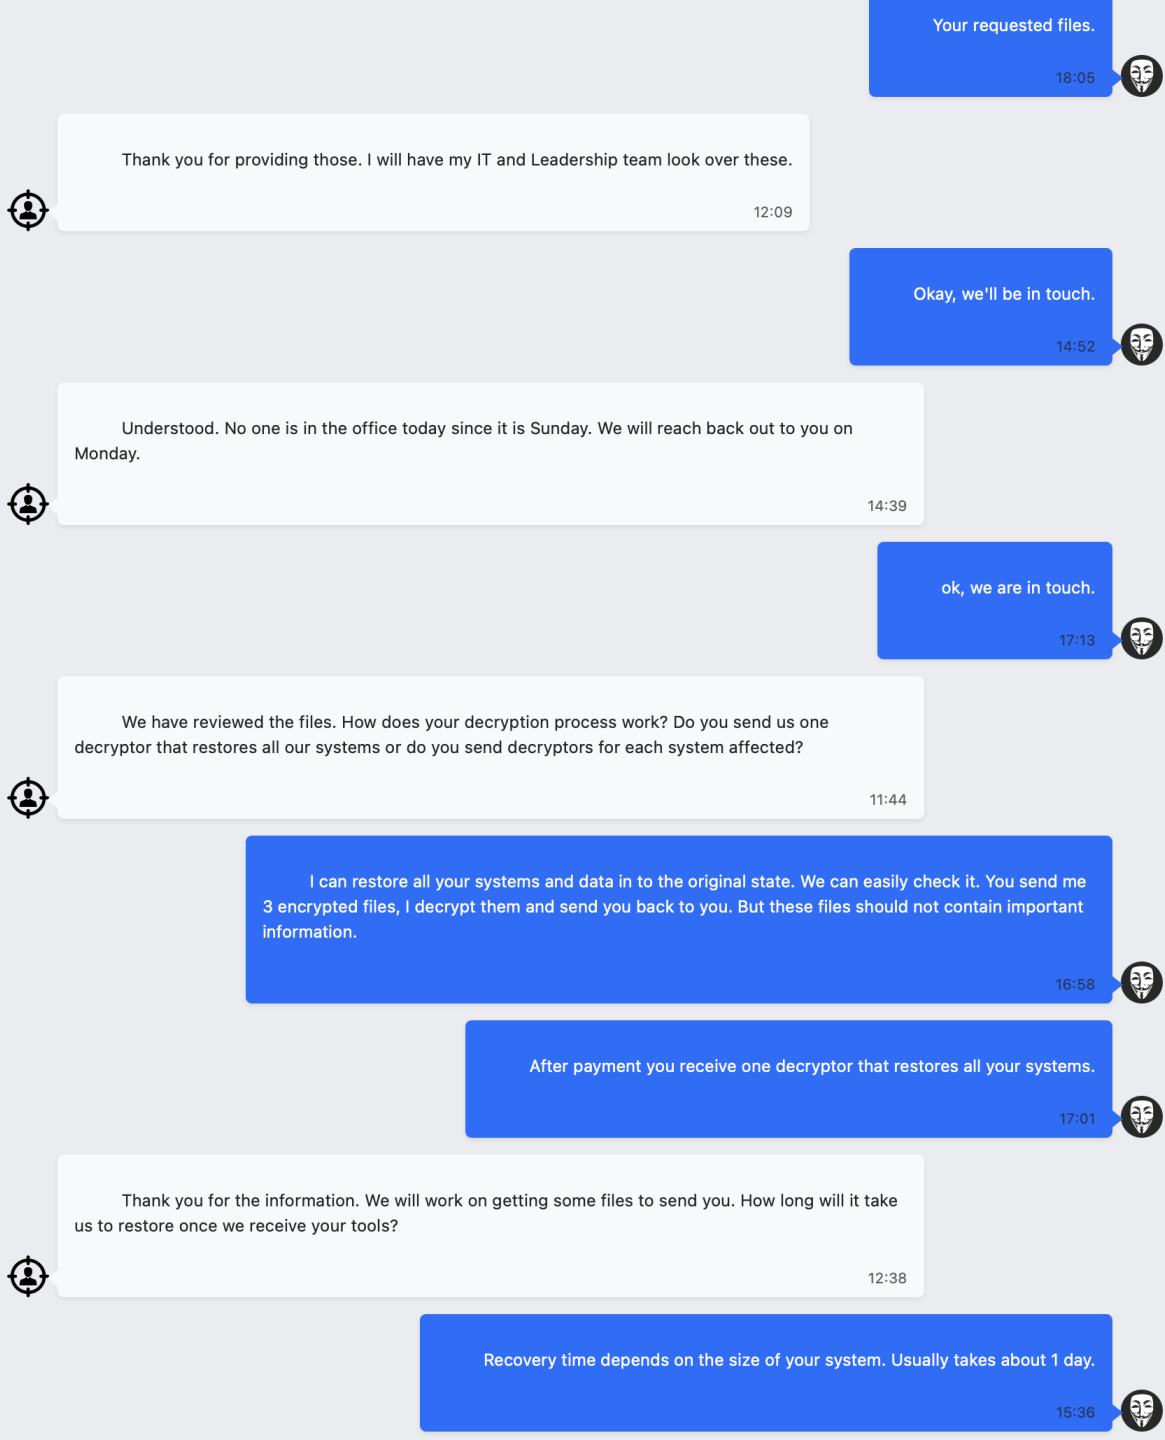 Your requested files.
18:05
Thank you for providing those. I will have my IT and Leadership team look over these.
12:09
Okay, we'll be in touch.
14:52
Understood. No one is in the office today since it is Sunday. We will reach back out to you on
Monday.
14:39
ok, we are in touch.
17:13
We have reviewed the files. How does your decryption process work? Do you send us one
decryptor that restores all our systems or do you send decryptors for each system affected?
11:44
I can restore all your systems and data in to the original state. We can easily check it. You send me
3 encrypted files, I decrypt them and send you back to you. But these files should not contain important
information.
16:58
After payment you receive one decryptor that restores all your systems.
17:01
Thank you for the information. We will work on getting some files to send you. How long will it take
us to restore once we receive your tools?
12:38
Recovery time depends on the size of your system. Usually takes about 1 day.
15:36